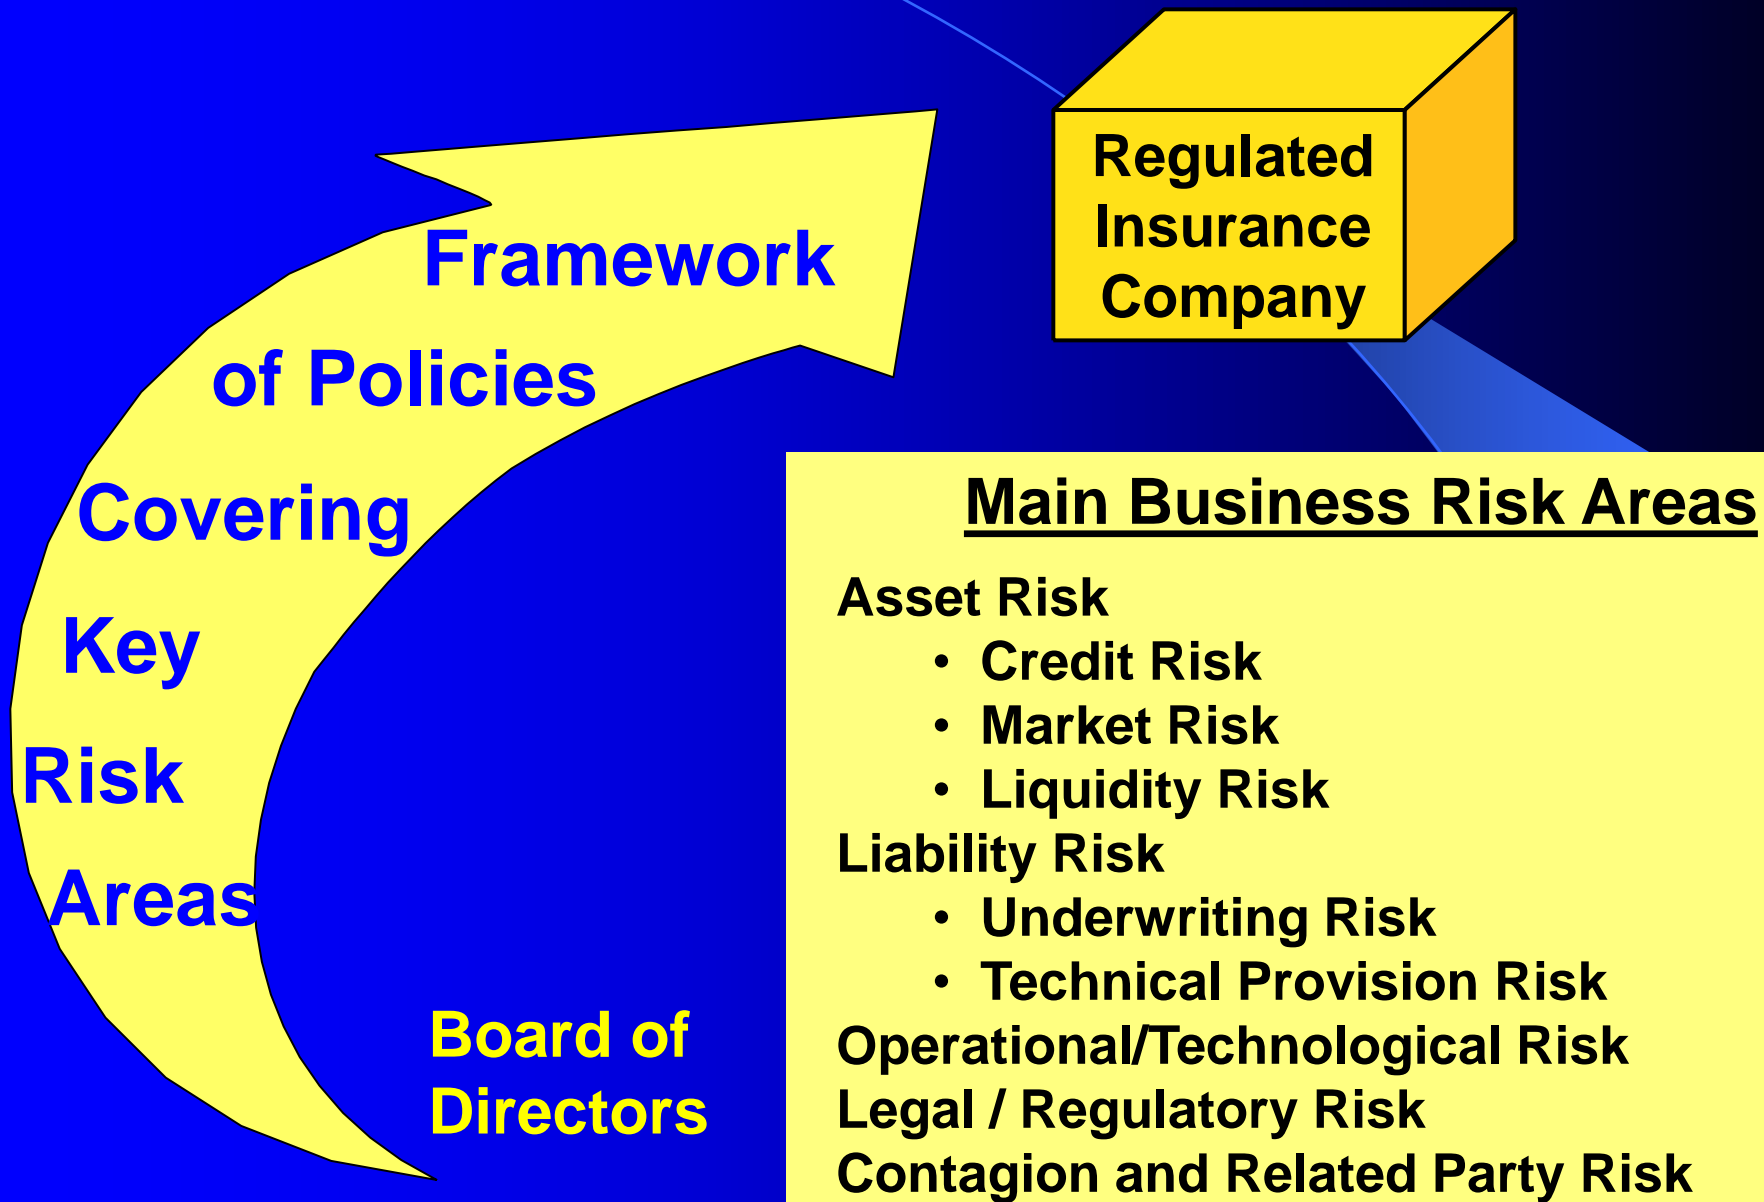 Regulated
Insurance
Company
Framework
of Policies
Covering
Key
Risk
Areas
Board of
Directors
Main Business Risk Areas
Asset Risk
• Credit Risk
• Market Risk
• Liquidity Risk
Liability Risk
• Underwriting Risk
• Technical Provision Risk
Operational/Technological Risk
Legal / Regulatory Risk
Contagion and Related Party Risk